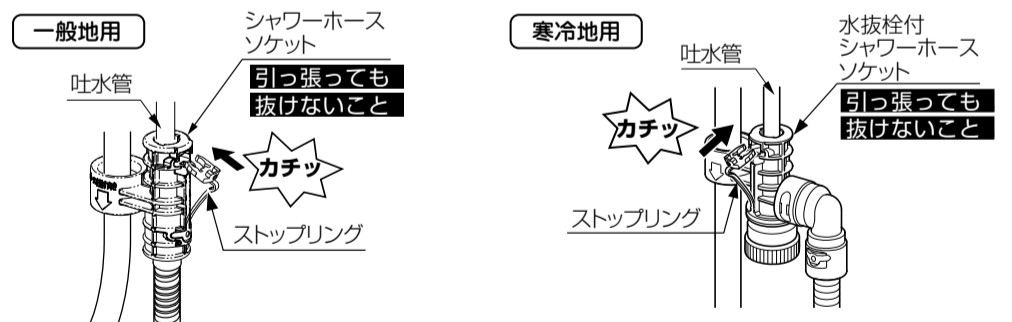 一般地用
シャワーホース
ソケット
吐水管
引っ張っても
抜けないこと
カチッ
ストップリング
寒冷地用
水抜栓付
シャワーホース
ソケット
吐水管
引っ張っても
抜けないこと
カチッ
ストップリング